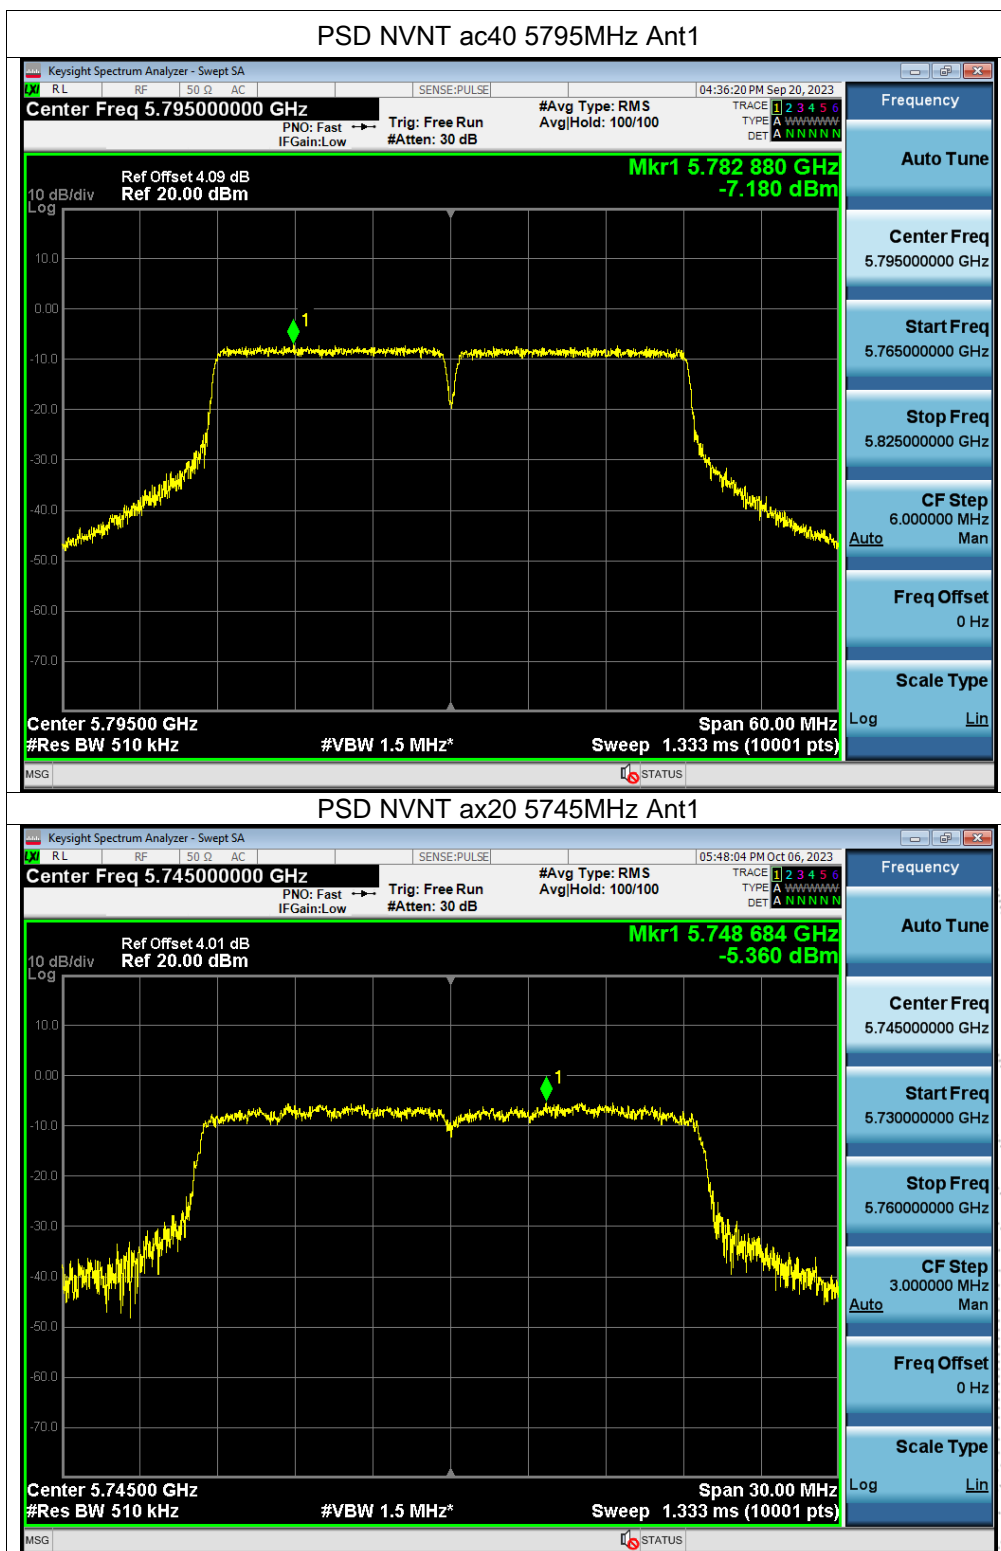 PSD NVNT ac40 5795MHz Ant1
Keysight Spectrum Analyzer - Swept SA
LXI RL RF 50 Ω AC SENSE:PULSE 04:36:20 PM Sep 20, 2023
Center Freq 5.795000000 GHz
PNO: Fast
IFGain:Low
Trig: Free Run
#Atten: 30 dB
#Avg Type: RMS
Avg|Hold: 100/100
TRACE 1 2 3 4 5 6
TYPE A WWWWW
DET A N N N N N
Mkr1 5.782 880 GHz
-7.180 dBm
Ref Offset 4.09 dB
10 dB/div Ref 20.00 dBm
Log
10.0
0.00
-10.0
-20.0
-30.0
-40.0
-50.0
-60.0
-70.0
1
Center 5.79500 GHz Span 60.00 MHz
#Res BW 510 kHz #VBW 1.5 MHz* Sweep 1.333 ms (10001 pts)
MSG STATUS
Frequency
Auto Tune
Center Freq
5.795000000 GHz
Start Freq
5.765000000 GHz
Stop Freq
5.825000000 GHz
CF Step
6.000000 MHz
Auto Man
Freq Offset
0 Hz
Scale Type
Log Lin
PSD NVNT ax20 5745MHz Ant1
Keysight Spectrum Analyzer - Swept SA
LXI RL RF 50 Ω AC SENSE:PULSE 05:48:04 PM Oct 06, 2023
Center Freq 5.745000000 GHz
PNO: Fast
IFGain:Low
Trig: Free Run
#Atten: 30 dB
#Avg Type: RMS
Avg|Hold: 100/100
TRACE 1 2 3 4 5 6
TYPE A WWWWW
DET A N N N N N
Mkr1 5.748 684 GHz
-5.360 dBm
Ref Offset 4.01 dB
10 dB/div Ref 20.00 dBm
Log
10.0
0.00
-10.0
-20.0
-30.0
-40.0
-50.0
-60.0
-70.0
1
Center 5.74500 GHz Span 30.00 MHz
#Res BW 510 kHz #VBW 1.5 MHz* Sweep 1.333 ms (10001 pts)
MSG STATUS
Frequency
Auto Tune
Center Freq
5.745000000 GHz
Start Freq
5.730000000 GHz
Stop Freq
5.760000000 GHz
CF Step
3.000000 MHz
Auto Man
Freq Offset
0 Hz
Scale Type
Log Lin